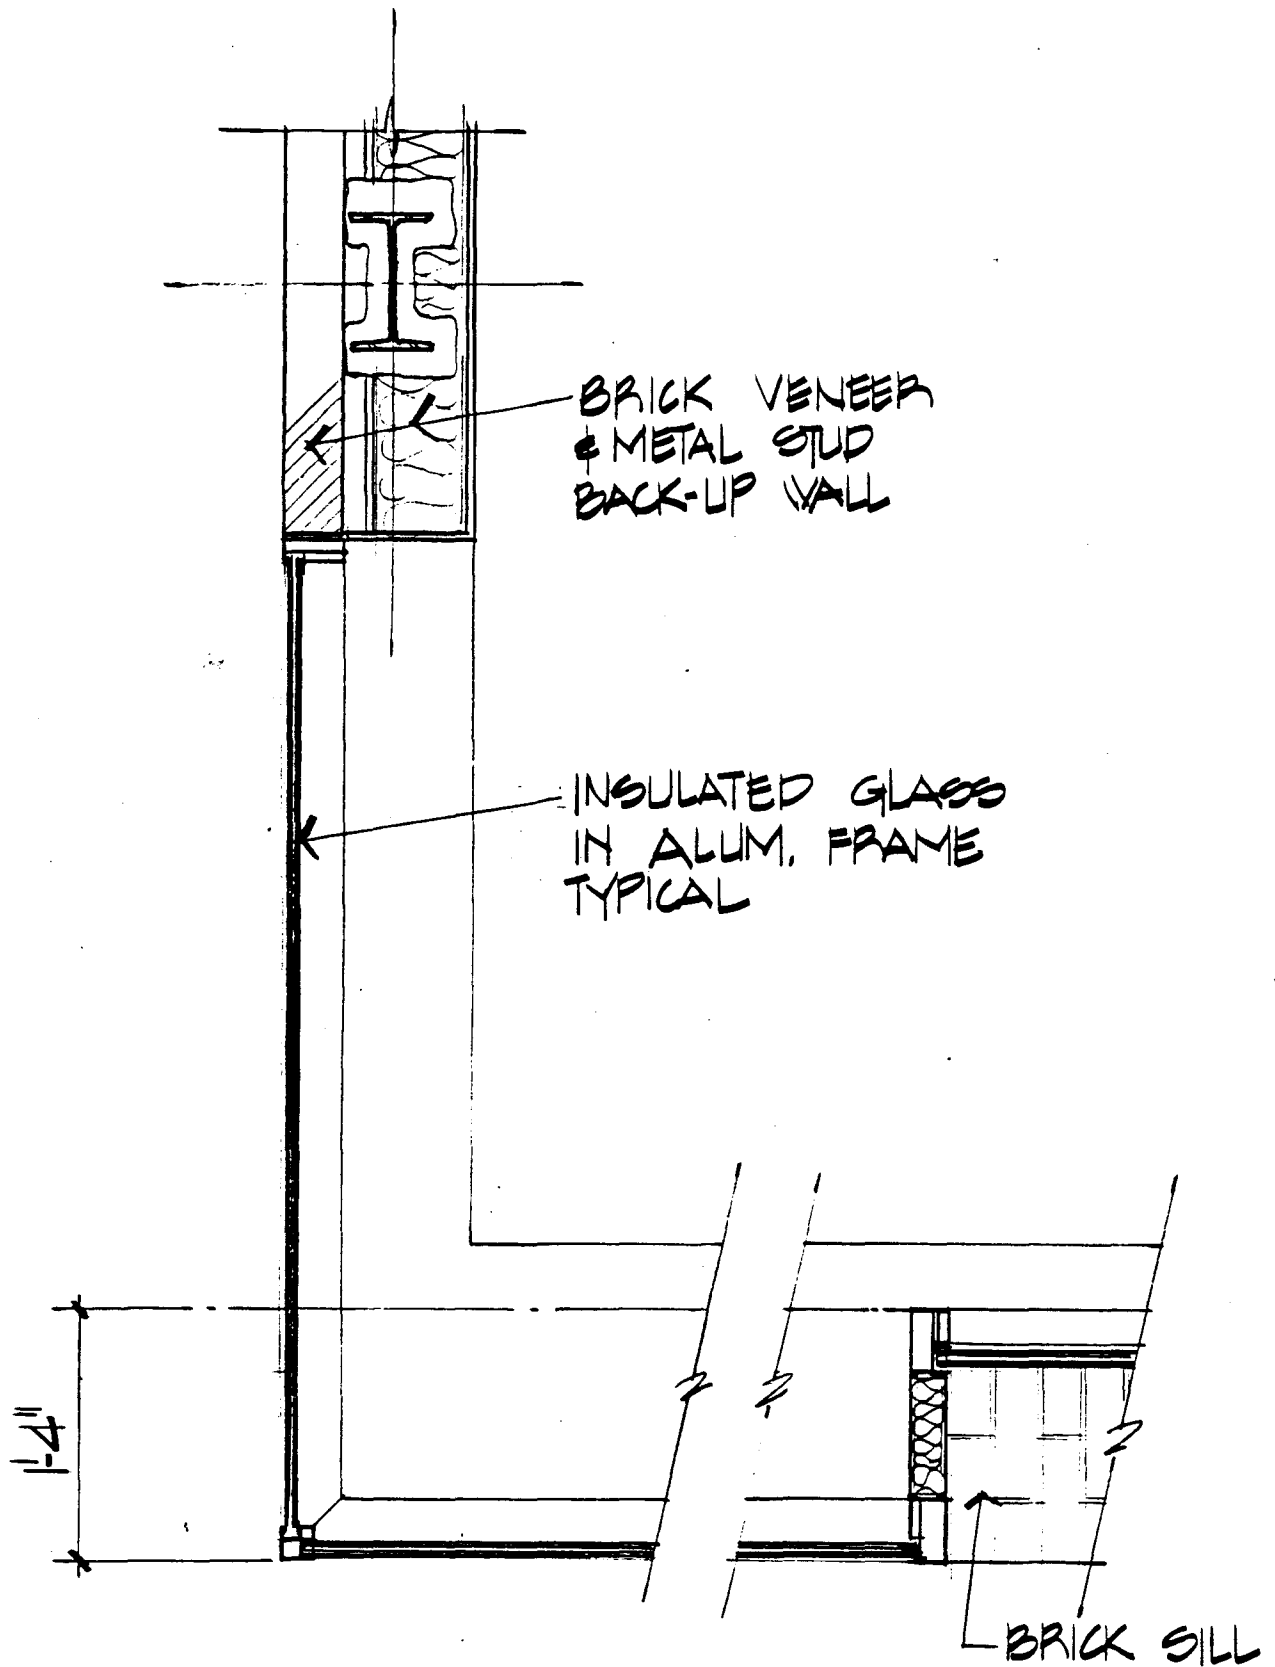 BRICK VENEER
& METAL STUD
BACK-UP WALL
INSULATED GLASS
IN ALUM. FRAME
TYPICAL
1'-4"
BRICK SILL